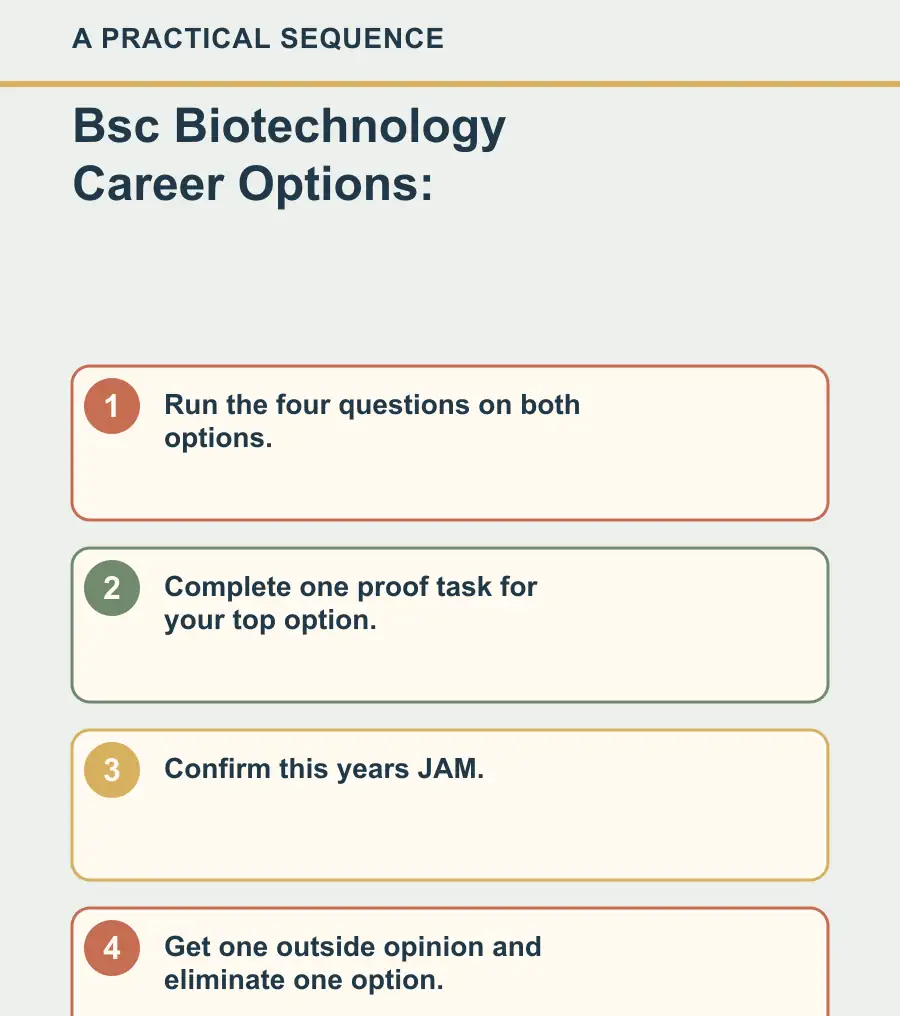 A PRACTICAL SEQUENCE
Bsc Biotechnology
Career Options:
1
Run the four questions on both
options.
2
Complete one proof task for
your top option.
3
Confirm this years JAM.
4
Get one outside opinion and
eliminate one option.